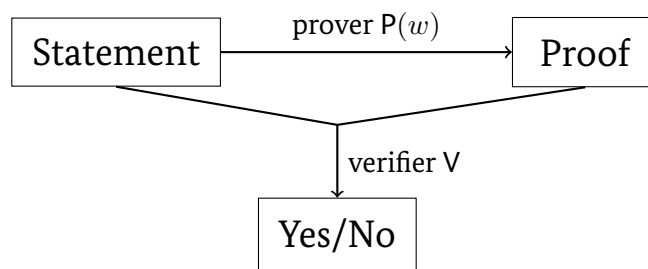 prover P(w)
Statement
Proof
verifier V
Yes/No